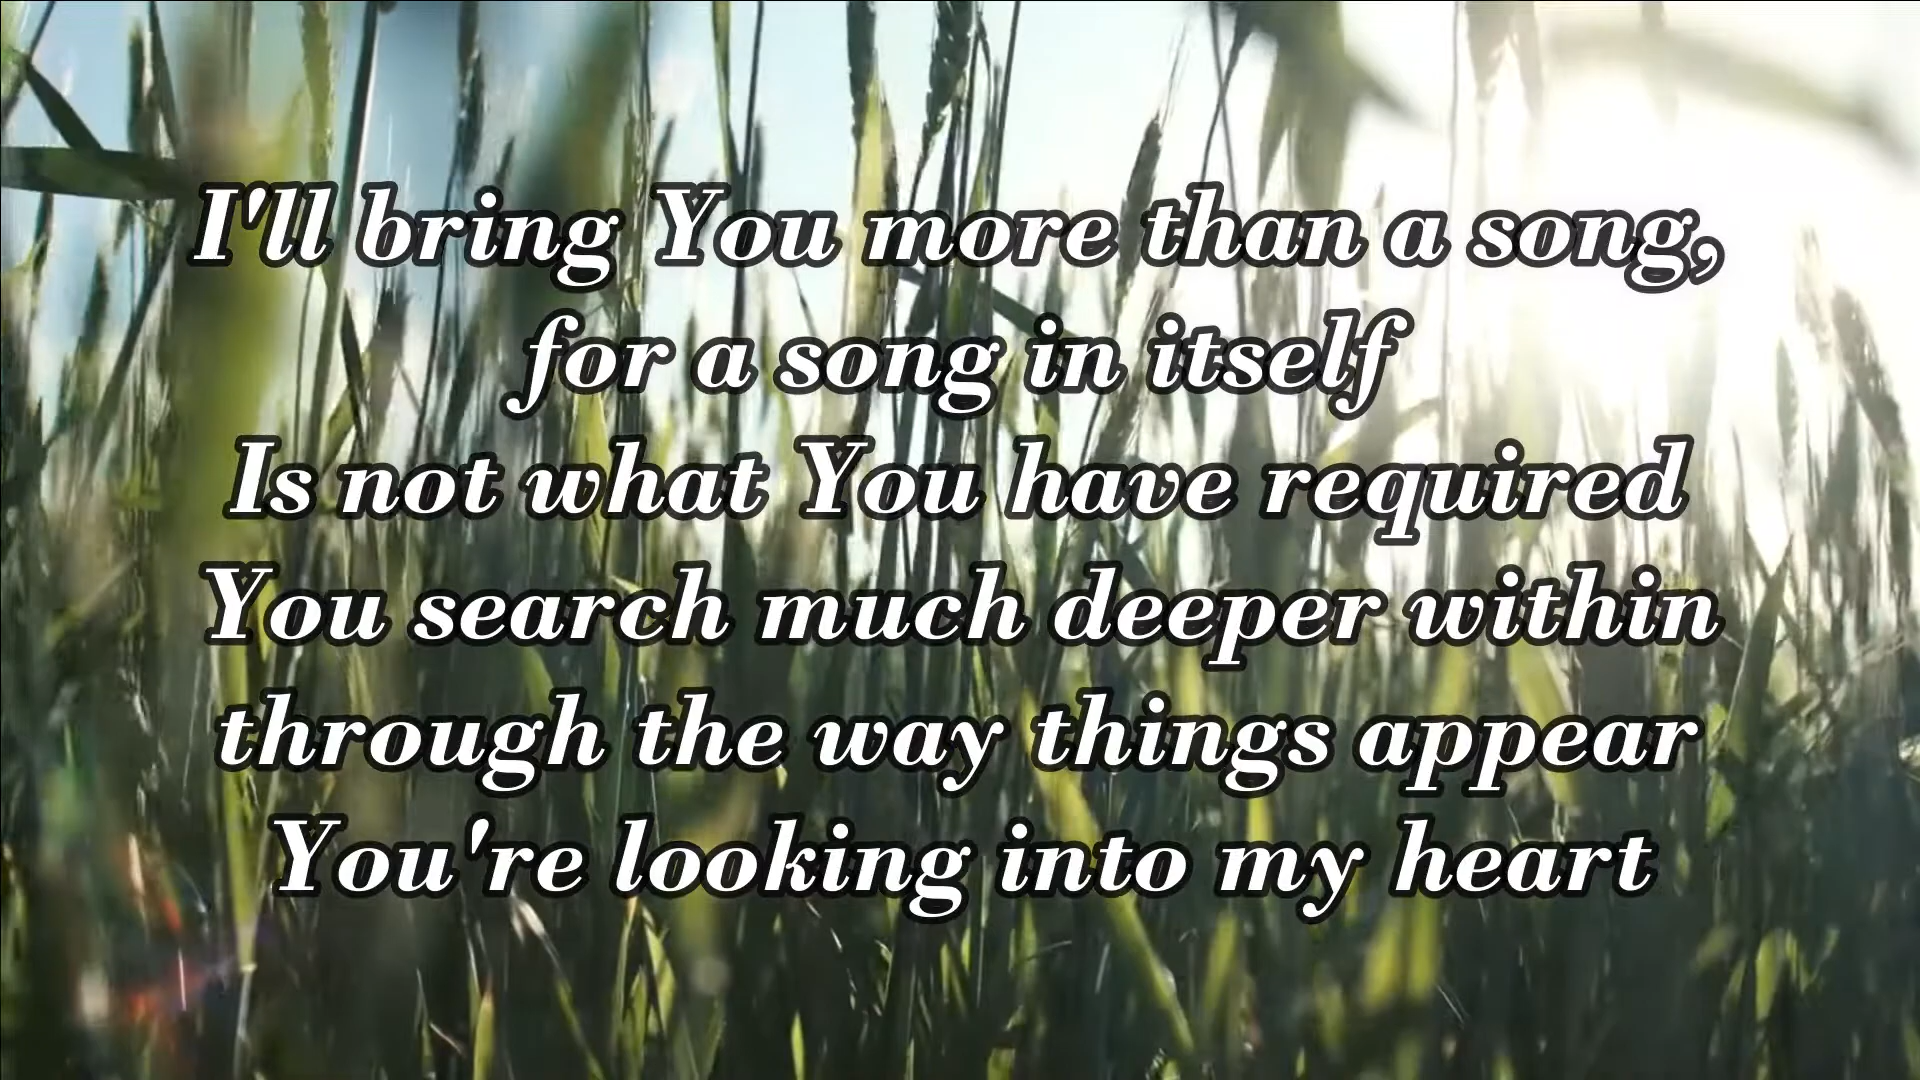 I'll bring You more than a song,
for a song in itself
Is not what You have required
You search much deeper within
through the way things appear
You're looking into my heart